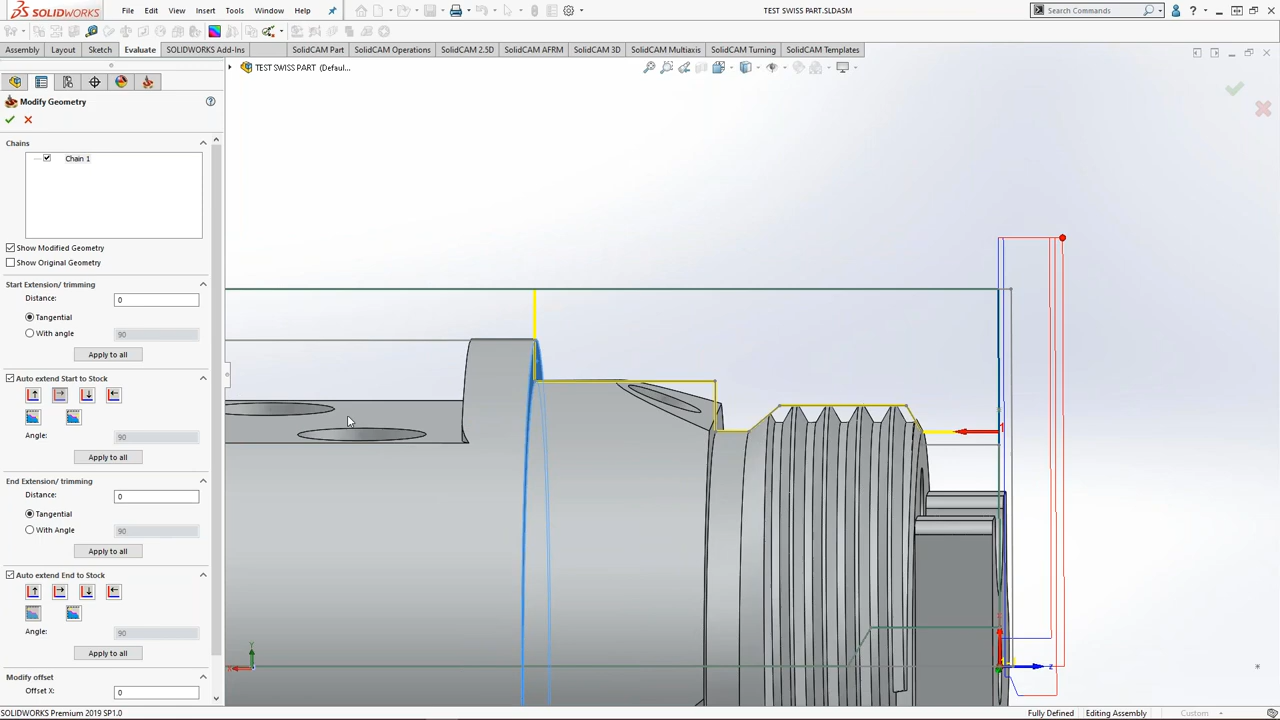 SOLIDWORKS
File Edit View Insert Tools Window Help
TEST SWISS PART.SLDASM
Search Commands
Assembly Layout Sketch Evaluate SOLIDWORKS Add-Ins SolidCAM Part SolidCAM Operations SolidCAM 2.5D SolidCAM AFRM SolidCAM 3D SolidCAM Multiaxis SolidCAM Turning SolidCAM Templates
TEST SWISS PART (Defaul...
Modify Geometry
Chains
Chain 1
Show Modified Geometry
Show Original Geometry
Start Extension/ trimming
Distance: 0
Tangential
With angle 90
Apply to all
Auto extend Start to Stock
Angle: 90
Apply to all
End Extension/ trimming
Distance: 0
Tangential
With Angle 90
Apply to all
Auto extend End to Stock
Angle: 90
Apply to all
Modify offset
Offset X: 0
Y
Z
SOLIDWORKS Premium 2019 SP1.0
Fully Defined Editing Assembly Custom